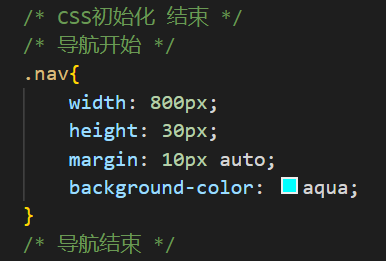 /* CSS初始化 结束 */
/* 导航开始 */
.nav{
    width: 800px;
    height: 30px;
    margin: 10px auto;
    background-color: aqua;
}
/* 导航结束 */